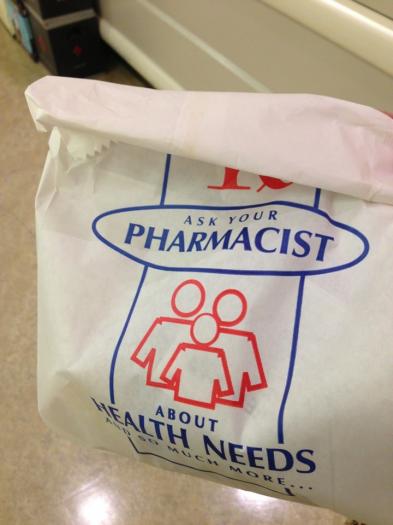 ASK YOUR
PHARMACIST
ABOUT
HEALTH NEEDS
AND SO MUCH MORE...